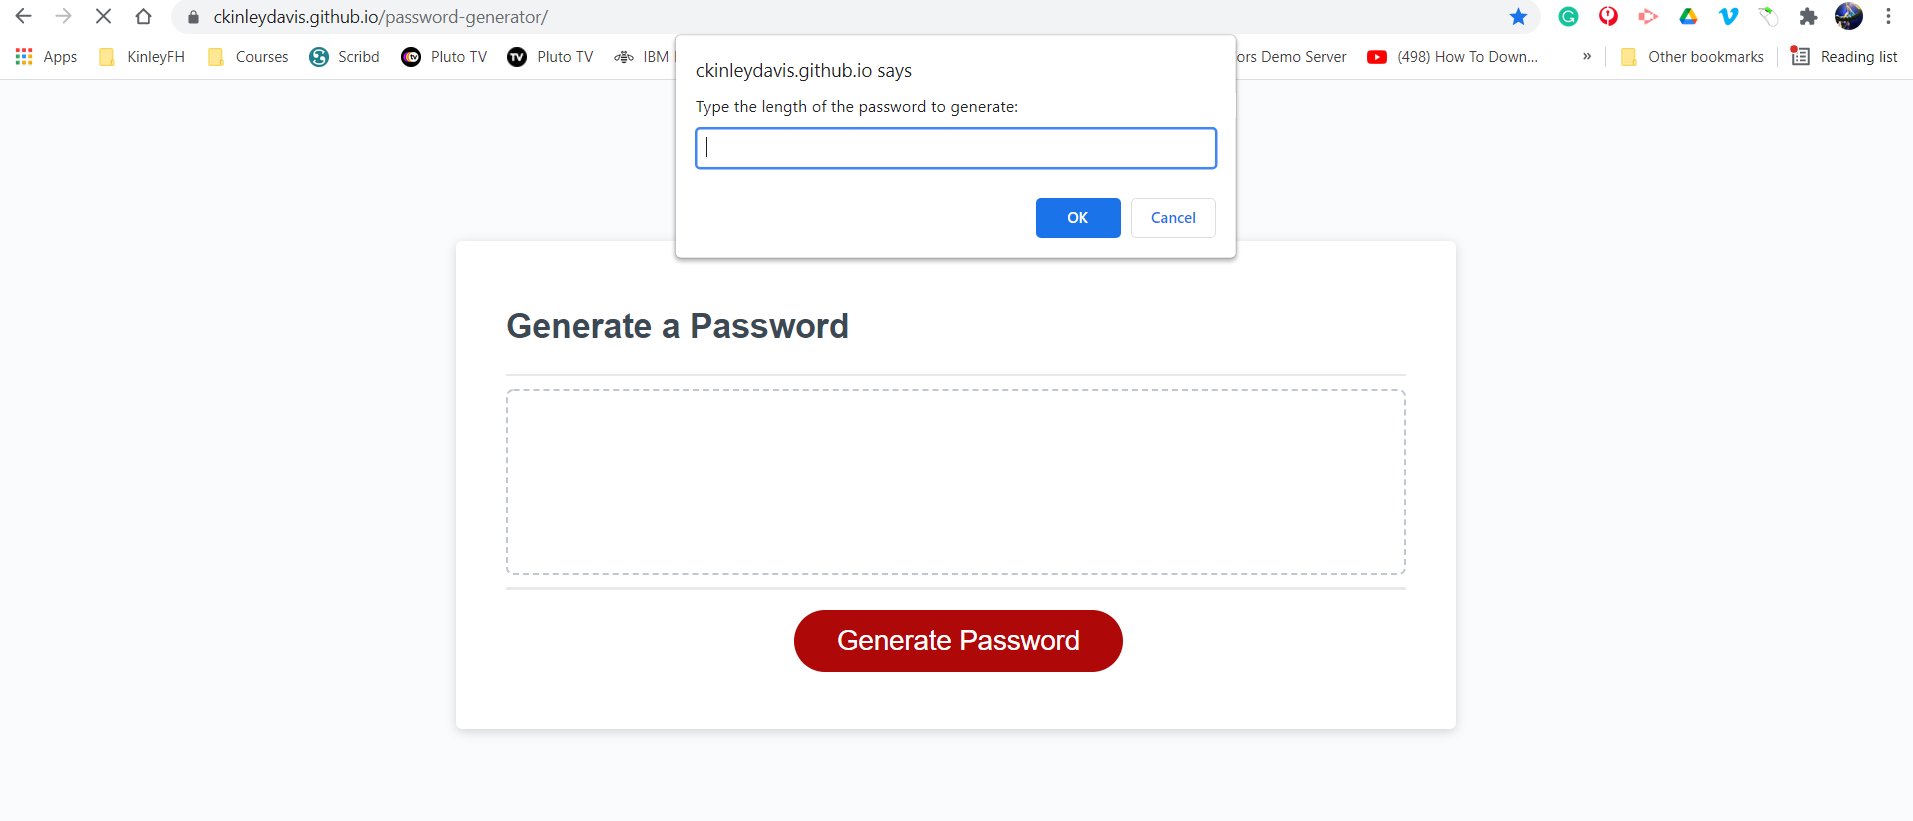 ckinleydavis.github.io/password-generator/
Apps KinleyFH Courses Scribd Pluto TV Pluto TV IBM ors Demo Server (498) How To Down... » Other bookmarks Reading list
ckinleydavis.github.io says
Type the length of the password to generate:
OK Cancel
Generate a Password
Generate Password